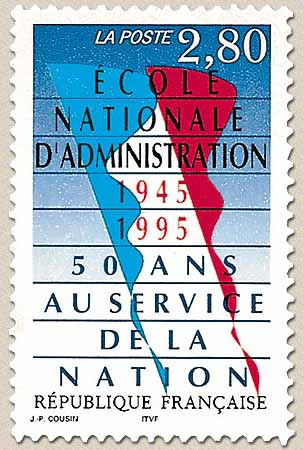 LA POSTE 2,80
ÉCOLE
NATIONALE
D'ADMINISTRATION
1945
1995
50 ANS
AU SERVICE
DE LA
NATION
RÉPUBLIQUE FRANÇAISE
J.-P. COUSIN ITVF